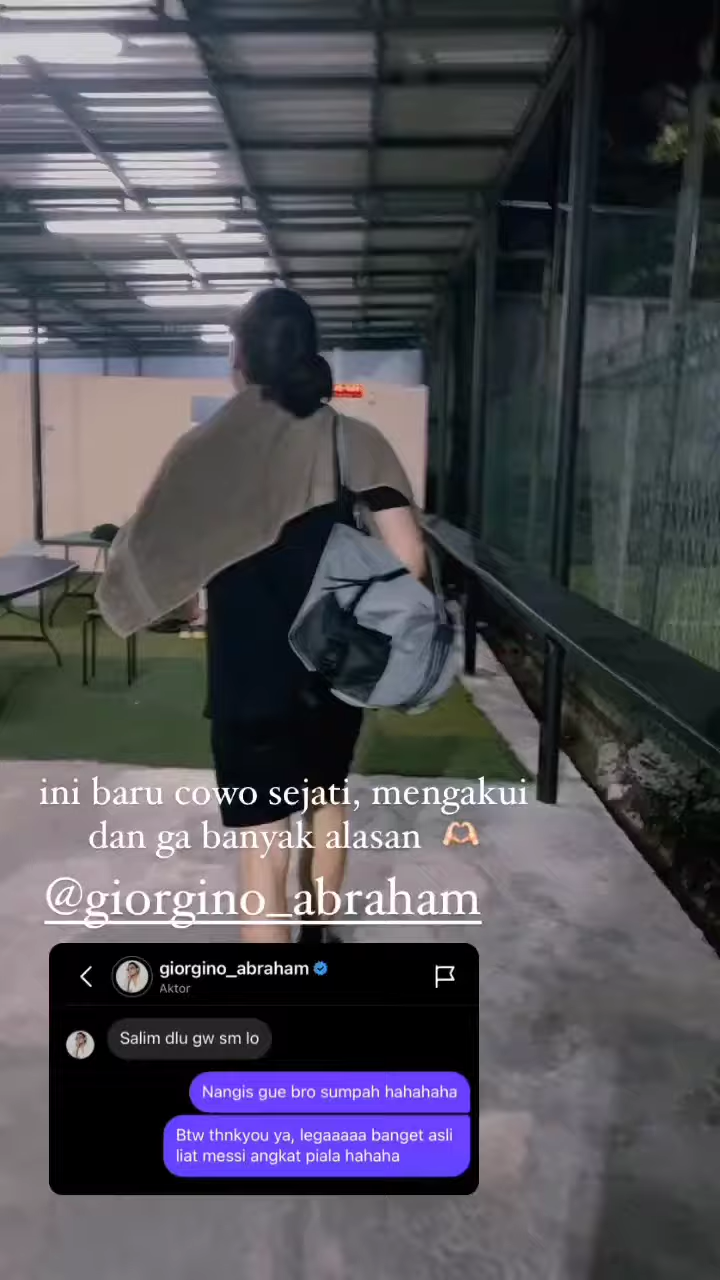 ini baru cowo sejati, mengakui
dan ga banyak alasan 🫶🏻
@giorgino_abraham
giorgino_abraham
Aktor
Salim dlu gw sm lo
Nangis gue bro sumpah hahahaha
Btw thnkyou ya, legaaaaa banget asli
liat messi angkat piala hahaha